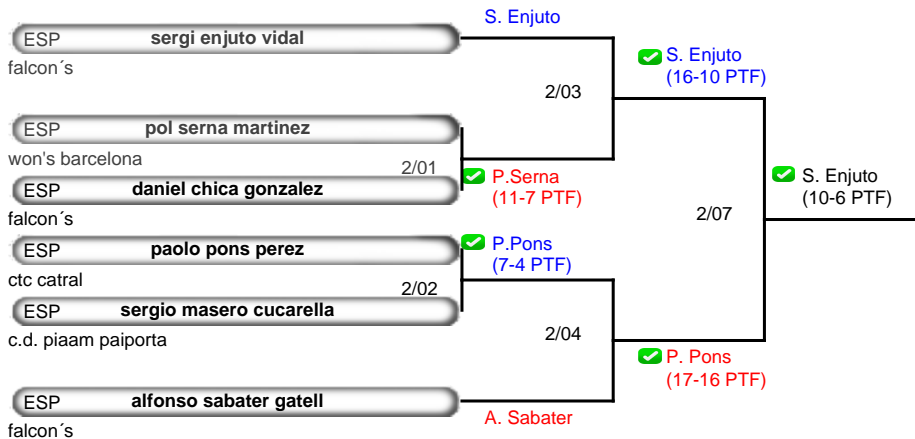 S. Enjuto
ESP sergi enjuto vidal
falcon´s
2/03
S. Enjuto
(16-10 PTF)
ESP pol serna martinez
won's barcelona
2/01
P.Serna
(11-7 PTF)
ESP daniel chica gonzalez
falcon´s
S. Enjuto
(10-6 PTF)
2/07
ESP paolo pons perez
ctc catral
P.Pons
(7-4 PTF)
2/02
ESP sergio masero cucarella
c.d. piaam paiporta
2/04
P. Pons
(17-16 PTF)
ESP alfonso sabater gatell
falcon´s
A. Sabater